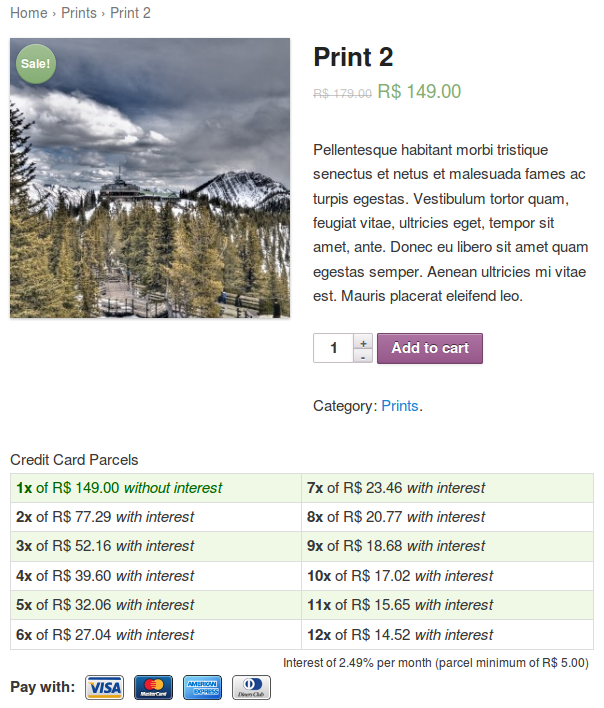 Home › Prints › Print 2
Sale!
Print 2
R$ 179.00 R$ 149.00
Pellentesque habitant morbi tristique
senectus et netus et malesuada fames ac
turpis egestas. Vestibulum tortor quam,
feugiat vitae, ultricies eget, tempor sit
amet, ante. Donec eu libero sit amet quam
egestas semper. Aenean ultricies mi vitae
est. Mauris placerat eleifend leo.
1 + -
Add to cart
Category: Prints.
Credit Card Parcels
1x of R$ 149.00 without interest
2x of R$ 77.29 with interest
3x of R$ 52.16 with interest
4x of R$ 39.60 with interest
5x of R$ 32.06 with interest
6x of R$ 27.04 with interest
7x of R$ 23.46 with interest
8x of R$ 20.77 with interest
9x of R$ 18.68 with interest
10x of R$ 17.02 with interest
11x of R$ 15.65 with interest
12x of R$ 14.52 with interest
Interest of 2.49% per month (parcel minimum of R$ 5.00)
Pay with: VISA MasterCard AMERICAN EXPRESS Diners Club